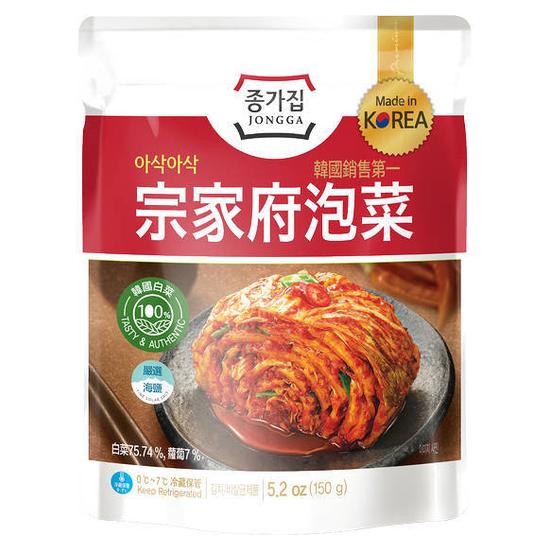 종가집
JONGGA
Made in
KOREA
아삭아삭
韓國銷售第一
宗家府泡菜
韓國白菜
100%
TASTY & AUTHENTIC
嚴選
海鹽
白菜75.74%, 蘿蔔7%
0℃~7℃ 冷藏保管
Keep Refrigerated
5.2 oz (150 g)